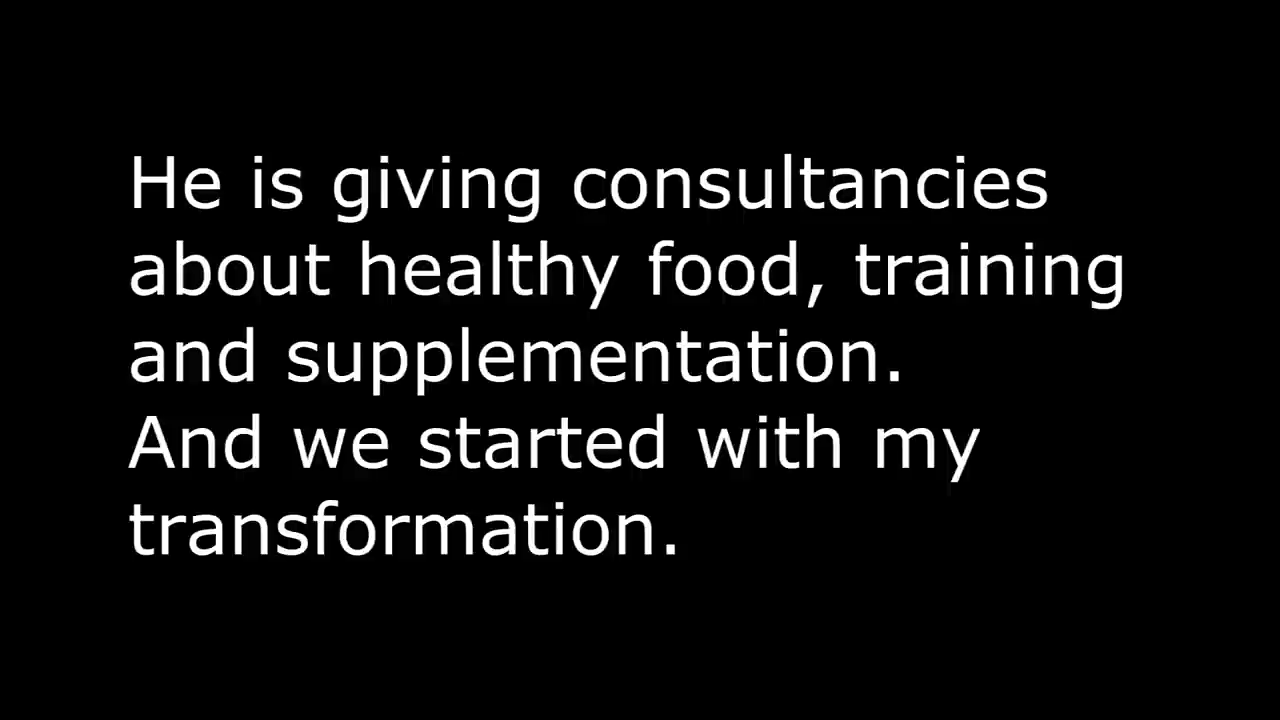 He is giving consultancies
about healthy food, training
and supplementation.
And we started with my
transformation.